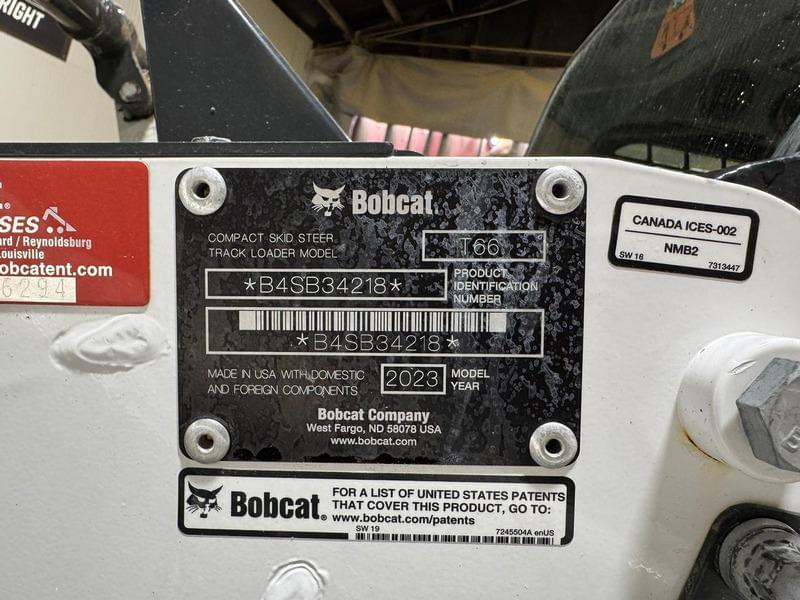 RIGHT
SES
ard / Reynoldsburg
Louisville
obcatent.com
6294
Bobcat
COMPACT SKID STEER
TRACK LOADER MODEL
T66
*B4SB34218*
PRODUCT
IDENTIFICATION
NUMBER
*B4SB34218*
MADE IN USA WITH DOMESTIC
AND FOREIGN COMPONENTS
2023
MODEL
YEAR
Bobcat Company
West Fargo, ND 58078 USA
www.bobcat.com
Bobcat®
FOR A LIST OF UNITED STATES PATENTS
THAT COVER THIS PRODUCT, GO TO:
www.bobcat.com/patents
SW 19
7245504A enUS
CANADA ICES-002
NMB2
SW 16
7313447